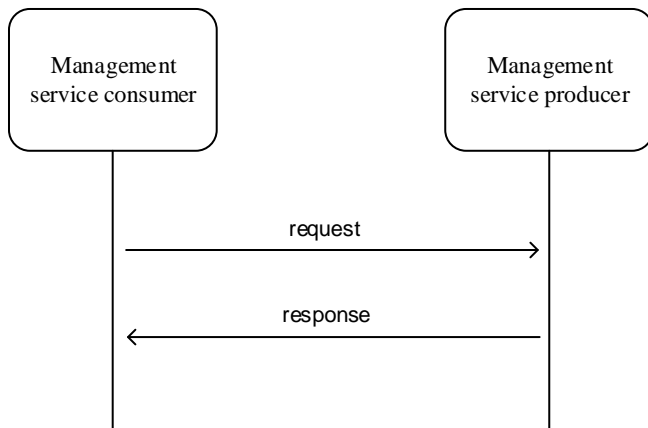 Management
service consumer
Management
service producer
request
response